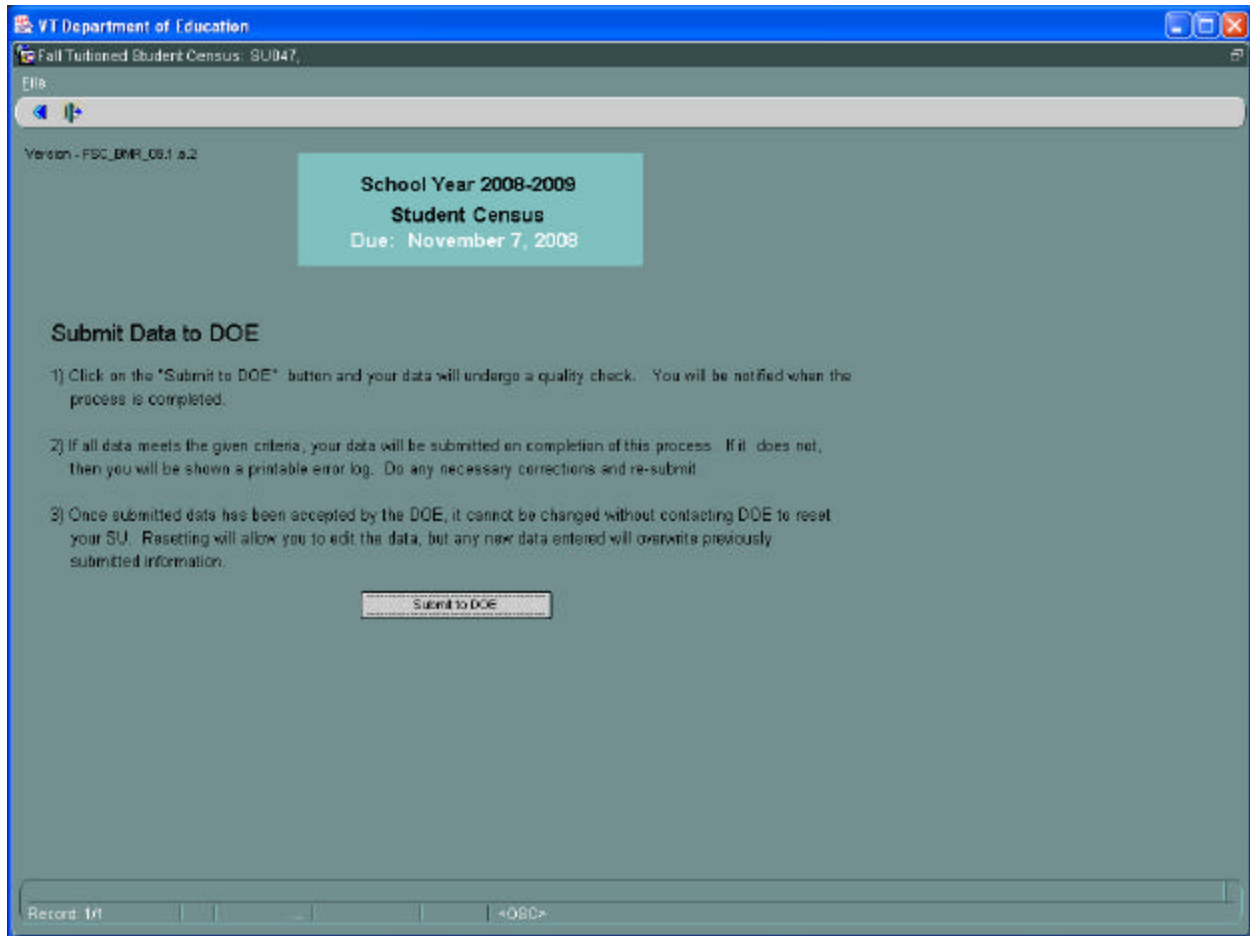 VT Department of Education
Fall Tuitioned Student Census: SU047,
File
Version - FSC_BMR_08.1.a.2
School Year 2008-2009
Student Census
Due: November 7, 2008
Submit Data to DOE
1) Click on the "Submit to DOE" button and your data will undergo a quality check. You will be notified when the
process is completed.
2) If all data meets the given criteria, your data will be submitted on completion of this process. If it does not,
then you will be shown a printable error log. Do any necessary corrections and re-submit.
3) Once submitted data has been accepted by the DOE, it cannot be changed without contacting DOE to reset
your SU. Resetting will allow you to edit the data, but any new data entered will overwrite previously
submitted information.
Submit to DOE
Record: 1/1
...
<OSC>